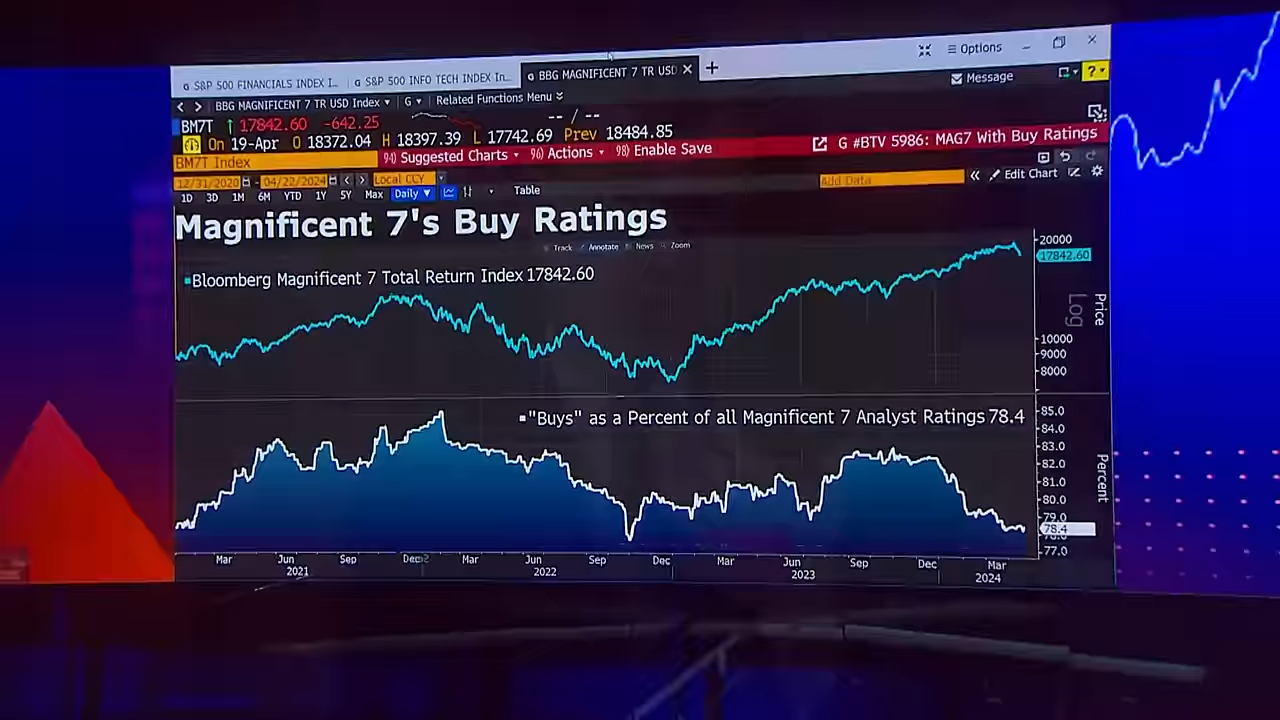 G S&P 500 FINANCIALS INDEX I... G S&P 500 INFO TECH INDEX In... G BBG MAGNIFICENT 7 TR USD × +
Options
< > BBG MAGNIFICENT 7 TR USD Index G Related Functions Menu
Message
BM7T ↑ 17842.60 -642.25 -- / --
On 19-Apr O 18372.04 H 18397.39 L 17742.69 Prev 18484.85
BM7T Index 94) Suggested Charts 96) Actions 98) Enable Save G #BTV 5986: MAG7 With Buy Ratings
12/31/2020 - 04/22/2024 < > Local CCY Add Data « Edit Chart
1D 3D 1M 6M YTD 1Y 5Y Max Daily ▼ Table
Magnificent 7's Buy Ratings
Track Annotate News Zoom
Bloomberg Magnificent 7 Total Return Index 17842.60
20000
17842.60
10000
9000
8000
Price
Log
"Buys" as a Percent of all Magnificent 7 Analyst Ratings 78.4
85.0
84.0
83.0
82.0
81.0
80.0
79.0
78.4
77.0
Percent
Mar Jun Sep Dec Mar Jun Sep Dec Mar Jun Sep Dec Mar
2021 2022 2023 2024